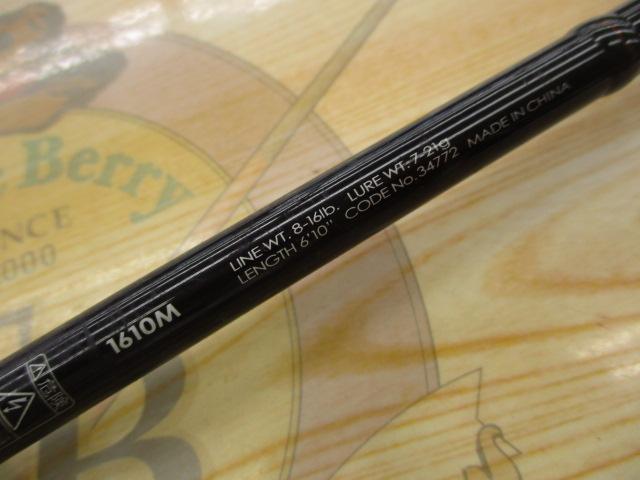 LINE WT. 8-16lb. LURE WT. 7-21g
LENGTH 6'10" CODE No.34772 MADE IN CHINA
1610M
Berry
2000